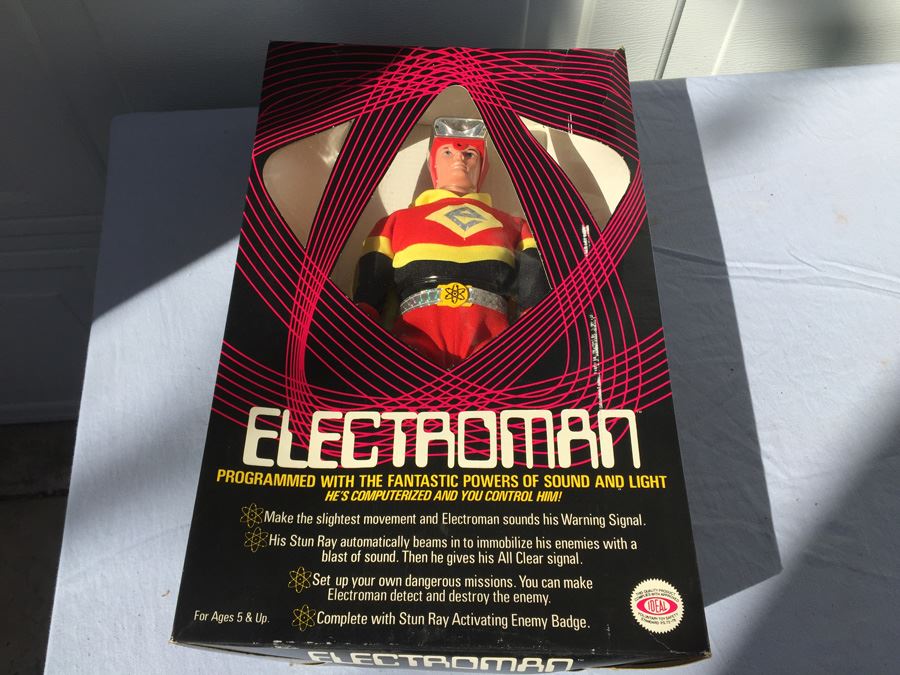 ELECTROMAN
PROGRAMMED WITH THE FANTASTIC POWERS OF SOUND AND LIGHT
HE'S COMPUTERIZED AND YOU CONTROL HIM!
Make the slightest movement and Electroman sounds his Warning Signal.
His Stun Ray automatically beams in to immobilize his enemies with a
blast of sound. Then he gives his All Clear signal.
Set up your own dangerous missions. You can make
Electroman detect and destroy the enemy.
For Ages 5 & Up.
Complete with Stun Ray Activating Enemy Badge.
IDEAL
ELECTROMAN